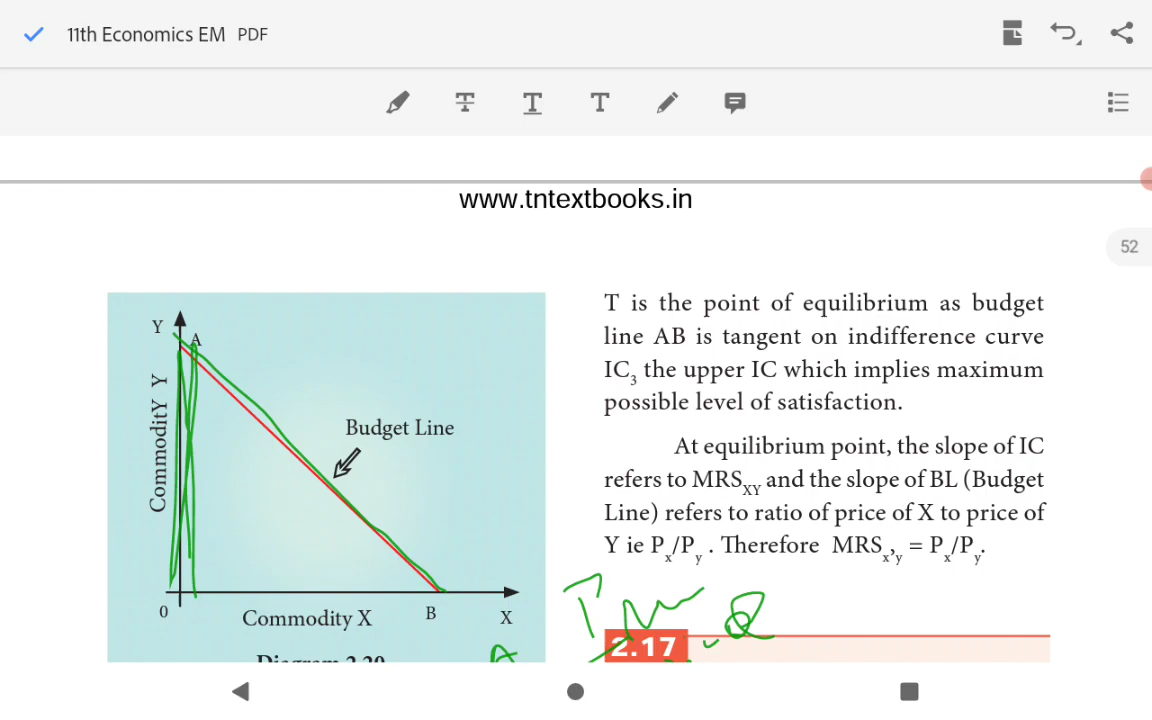 11th Economics EM PDF
www.tntextbooks.in
52
Y
A
CommoditY Y
Budget Line
0
Commodity X
B
X
T is the point of equilibrium as budget
line AB is tangent on indifference curve
IC3 the upper IC which implies maximum
possible level of satisfaction.
At equilibrium point, the slope of IC
refers to MRSXY and the slope of BL (Budget
Line) refers to ratio of price of X to price of
Y ie Px/Py . Therefore MRSx,y = Px/Py.
2.17